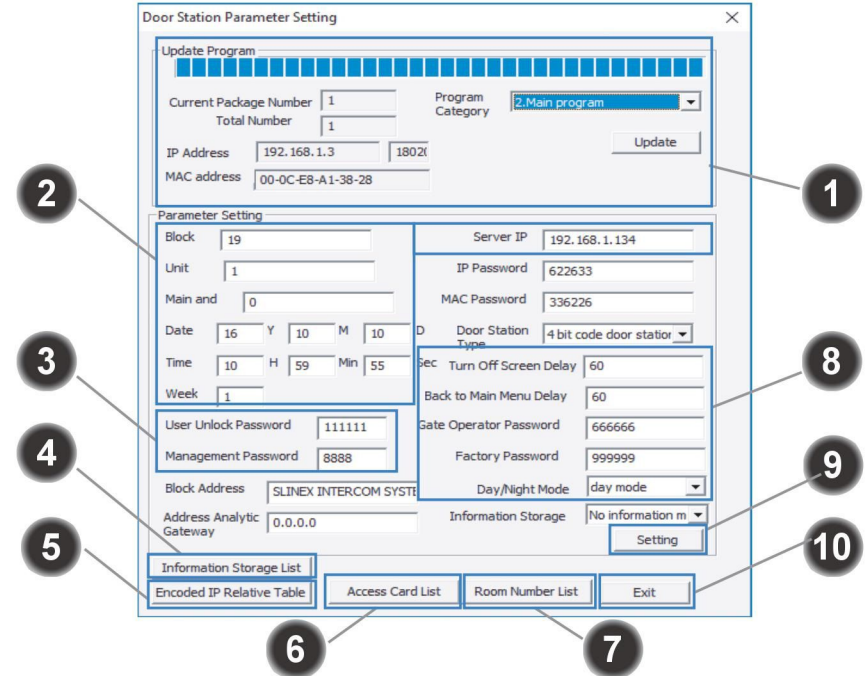 Door Station Parameter Setting
Update Program
Current Package Number 1
Program Category 2.Main program
Total Number 1
Update
IP Address 192.168.1.3 1802
MAC address 00-0C-E8-A1-38-28
1
2
Parameter Setting
Block 19
Server IP 192.168.1.134
Unit 1
IP Password 622633
Main and 0
MAC Password 336226
Date 16 Y 10 M 10 D
Door Station Type 4 bit code door station
Time 10 H 59 Min 55 Sec
Turn Off Screen Delay 60
3
8
Week 1
Back to Main Menu Delay 60
User Unlock Password 111111
Gate Operator Password 666666
Management Password 8888
Factory Password 999999
4
9
Block Address SLINEX INTERCOM SYSTE
Day/Night Mode day mode
Address Analytic Gateway 0.0.0.0
Information Storage No information m
Setting
5
10
Information Storage List
Encoded IP Relative Table
Access Card List
Room Number List
Exit
6
7